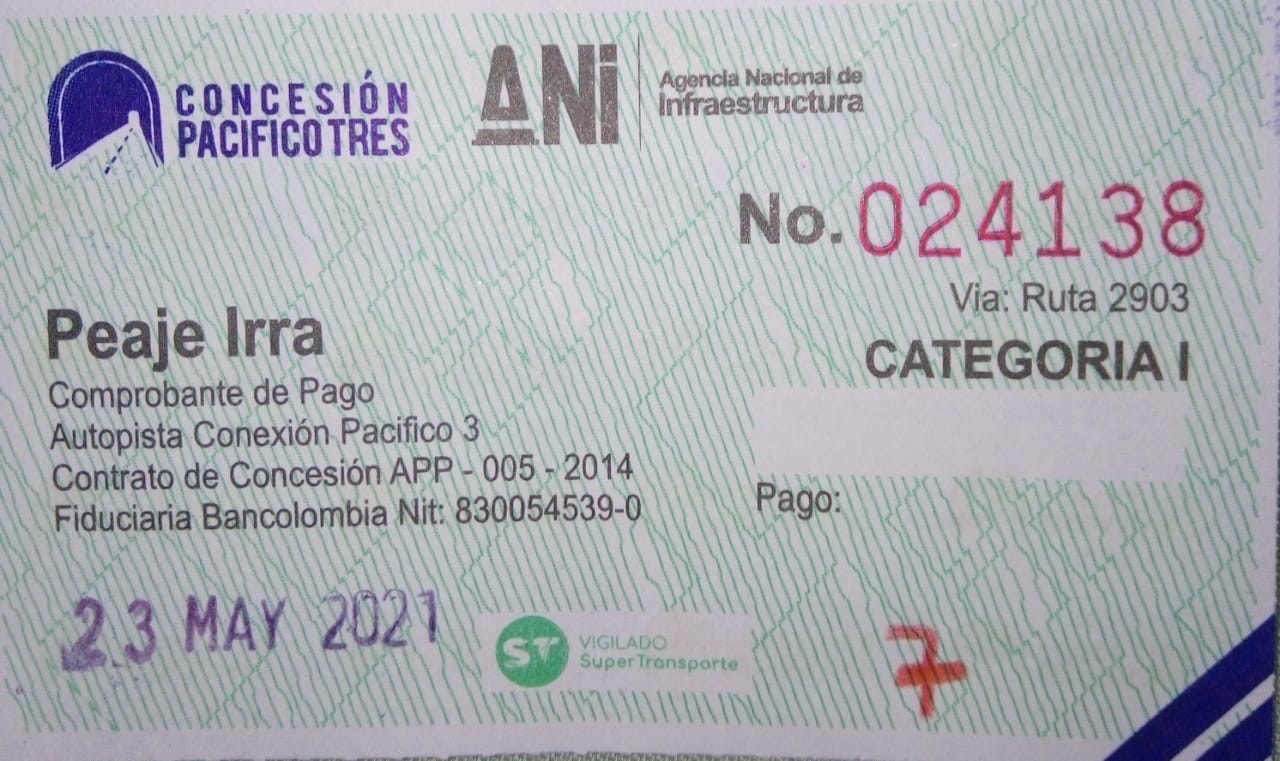 CONCESIÓN
PACIFICO TRES
ANi
Agencia Nacional de
Infraestructura
No. 024138
Via: Ruta 2903
CATEGORIA I
Peaje Irra
Comprobante de Pago
Autopista Conexión Pacifico 3
Contrato de Concesión APP - 005 - 2014
Fiduciaria Bancolombia Nit: 830054539-0
Pago:
23 MAY 2021
ST
VIGILADO
SuperTransporte
7